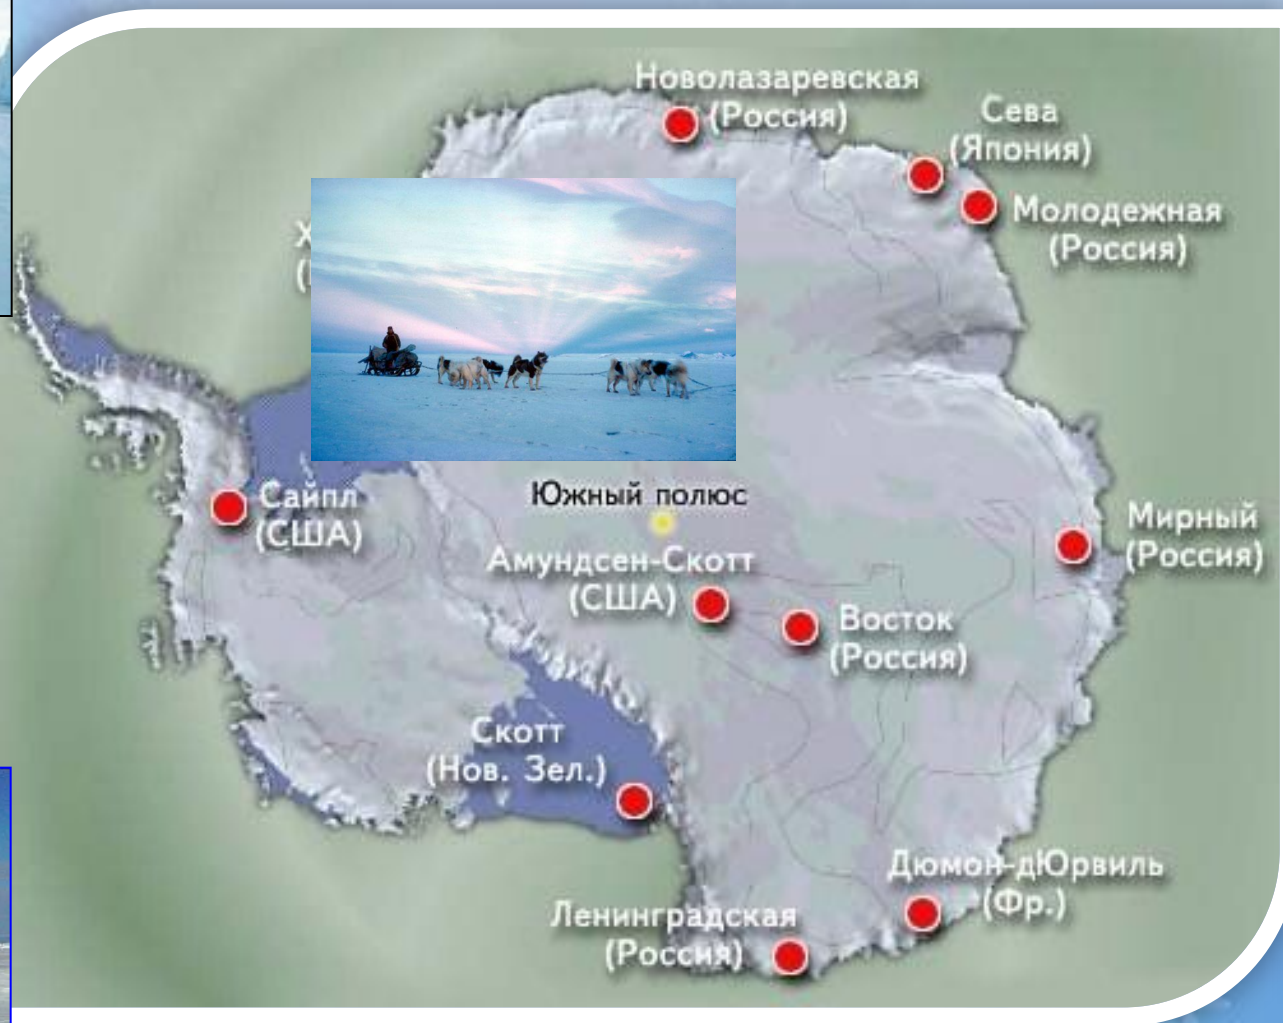 Новолазаревская
(Россия)
Сева
(Япония)
Молодежная
(Россия)
Х
(
Сайпл
(США)
Южный полюс
Амундсен-Скотт
(США)
Мирный
(Россия)
Восток
(Россия)
Скотт
(Нов. Зел.)
Дюмон-дЮрвиль
(Фр.)
Ленинградская
(Россия)